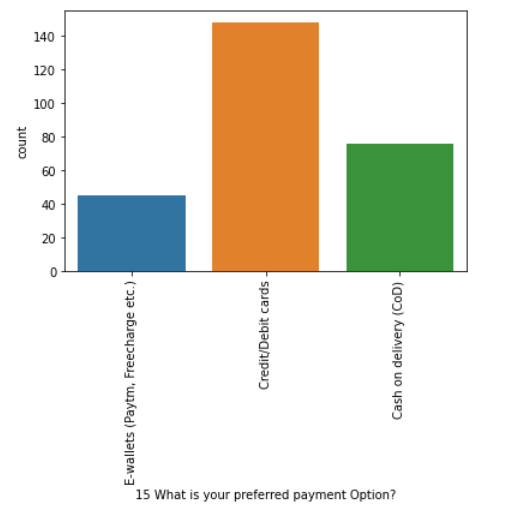 count
140
120
100
80
60
40
20
0
E-wallets (Paytm, Freecharge etc.)
Credit/Debit cards
Cash on delivery (CoD)
15 What is your preferred payment Option?